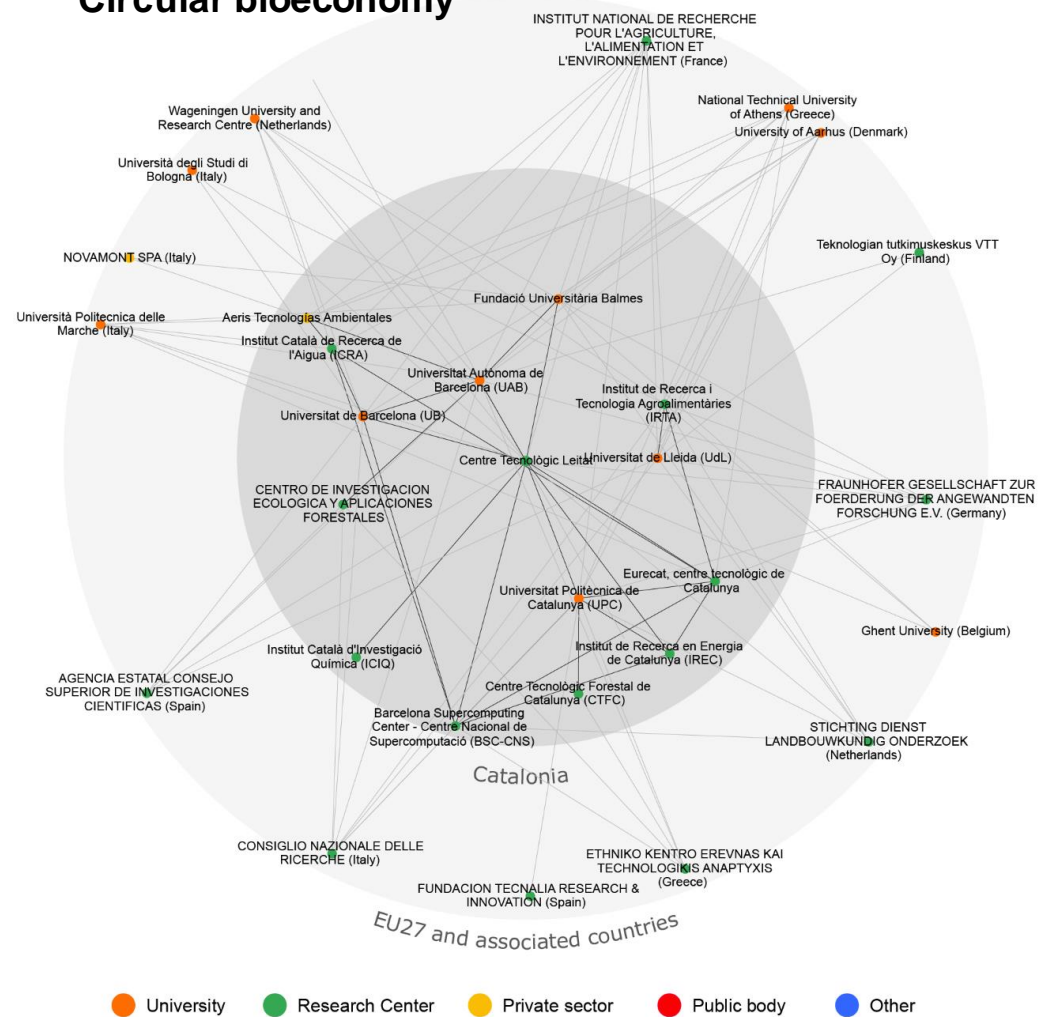 Circular bioeconomy
INSTITUT NATIONAL DE RECHERCHE
POUR L'AGRICULTURE,
L'ALIMENTATION ET
L'ENVIRONNEMENT (France)
Wageningen University and
Research Centre (Netherlands)
National Technical University
of Athens (Greece)
University of Aarhus (Denmark)
Università degli Studi di
Bologna (Italy)
Teknologian tutkimuskeskus VTT
Oy (Finland)
NOVAMONT SPA (Italy)
Fundació Universitària Balmes
Università Politecnica delle
Marche (Italy)
Aeris Tecnologías Ambientales
Institut Català de Recerca de
l'Aigua (ICRA)
Universitat Autónoma de
Barcelona (UAB)
Institut de Recerca i
Tecnologia Agroalimentàries
(IRTA)
Universitat de Barcelona (UB)
Centre Tecnològic Leitat
Universitat de Lleida (UdL)
CENTRO DE INVESTIGACION
ECOLOGICA Y APLICACIONES
FORESTALES
FRAUNHOFER GESELLSCHAFT ZUR
FOERDERUNG DER ANGEWANDTEN
FORSCHUNG E.V. (Germany)
Eurecat, centre tecnològic de
Catalunya
Universitat Politècnica de
Catalunya (UPC)
Ghent University (Belgium)
Institut Català d'Investigació
Química (ICIQ)
Institut de Recerca en Energia
de Catalunya (IREC)
AGENCIA ESTATAL CONSEJO
SUPERIOR DE INVESTIGACIONES
CIENTIFICAS (Spain)
Centre Tecnològic Forestal de
Catalunya (CTFC)
Barcelona Supercomputing
Center - Centre Nacional de
Supercomputació (BSC-CNS)
STICHTING DIENST
LANDBOUWKUNDIG ONDERZOEK
(Netherlands)
Catalonia
CONSIGLIO NAZIONALE DELLE
RICERCHE (Italy)
ETHNIKO KENTRO EREVNAS KAI
TECHNOLOGIKIS ANAPTYXIS
(Greece)
FUNDACION TECNALIA RESEARCH &
INNOVATION (Spain)
EU27 and associated countries
University
Research Center
Private sector
Public body
Other